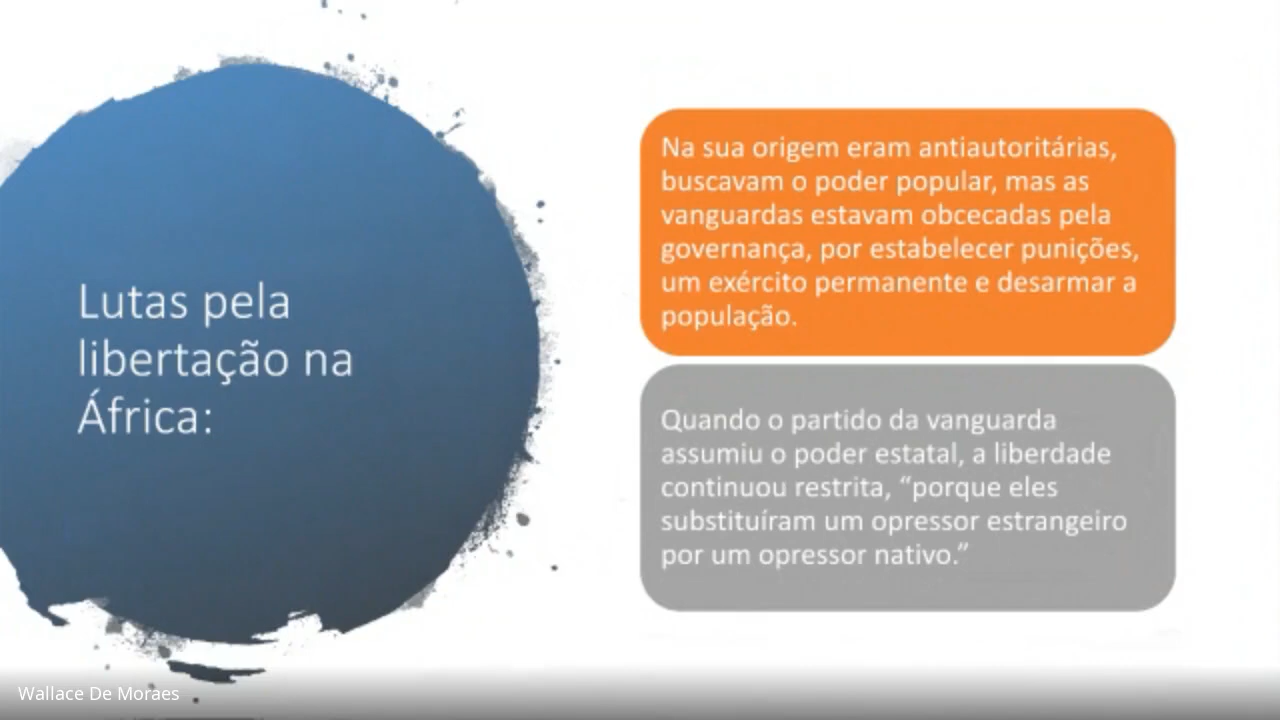 Lutas pela
libertação na
África:
Na sua origem eram antiautoritárias,
buscavam o poder popular, mas as
vanguardas estavam obcecadas pela
governança, por estabelecer punições,
um exército permanente e desarmar a
população.
Quando o partido da vanguarda
assumiu o poder estatal, a liberdade
continuou restrita, “porque eles
substituíram um opressor estrangeiro
por um opressor nativo.”
Wallace De Moraes